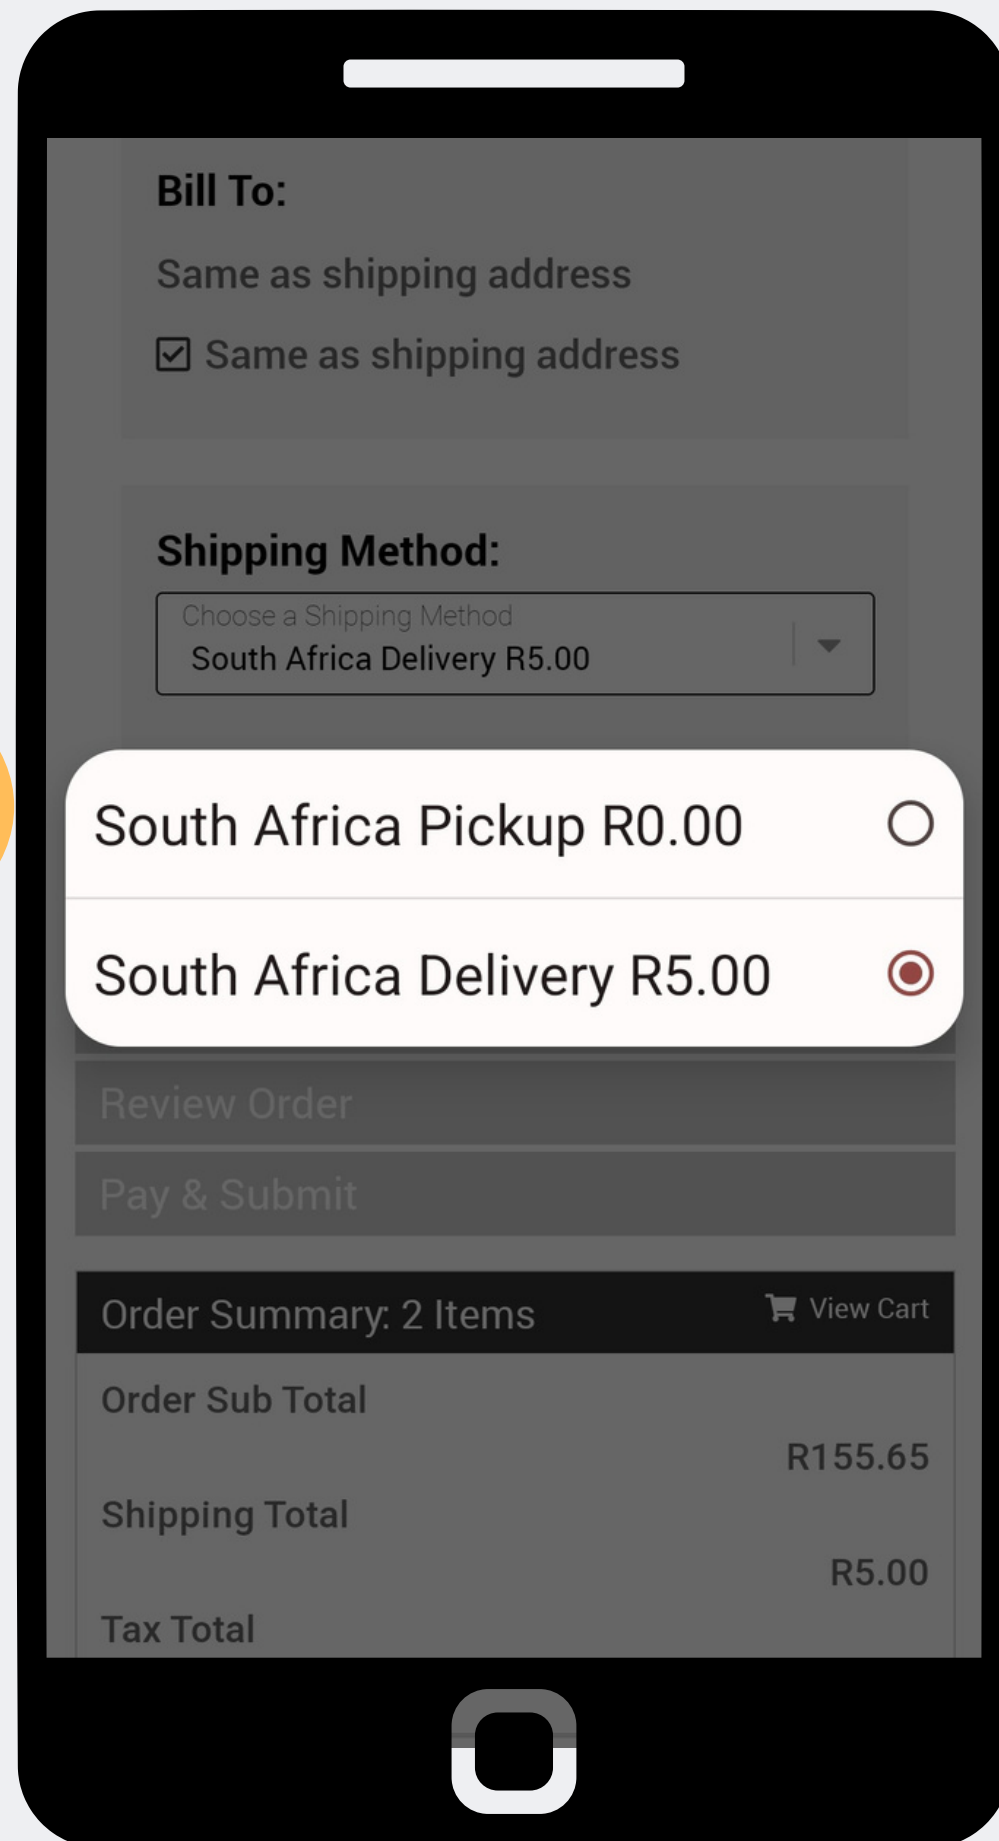 Bill To:
Same as shipping address
Same as shipping address
Shipping Method:
Choose a Shipping Method
South Africa Delivery R5.00
South Africa Pickup R0.00
South Africa Delivery R5.00
Review Order
Pay & Submit
Order Summary: 2 Items View Cart
Order Sub Total
R155.65
Shipping Total
R5.00
Tax Total